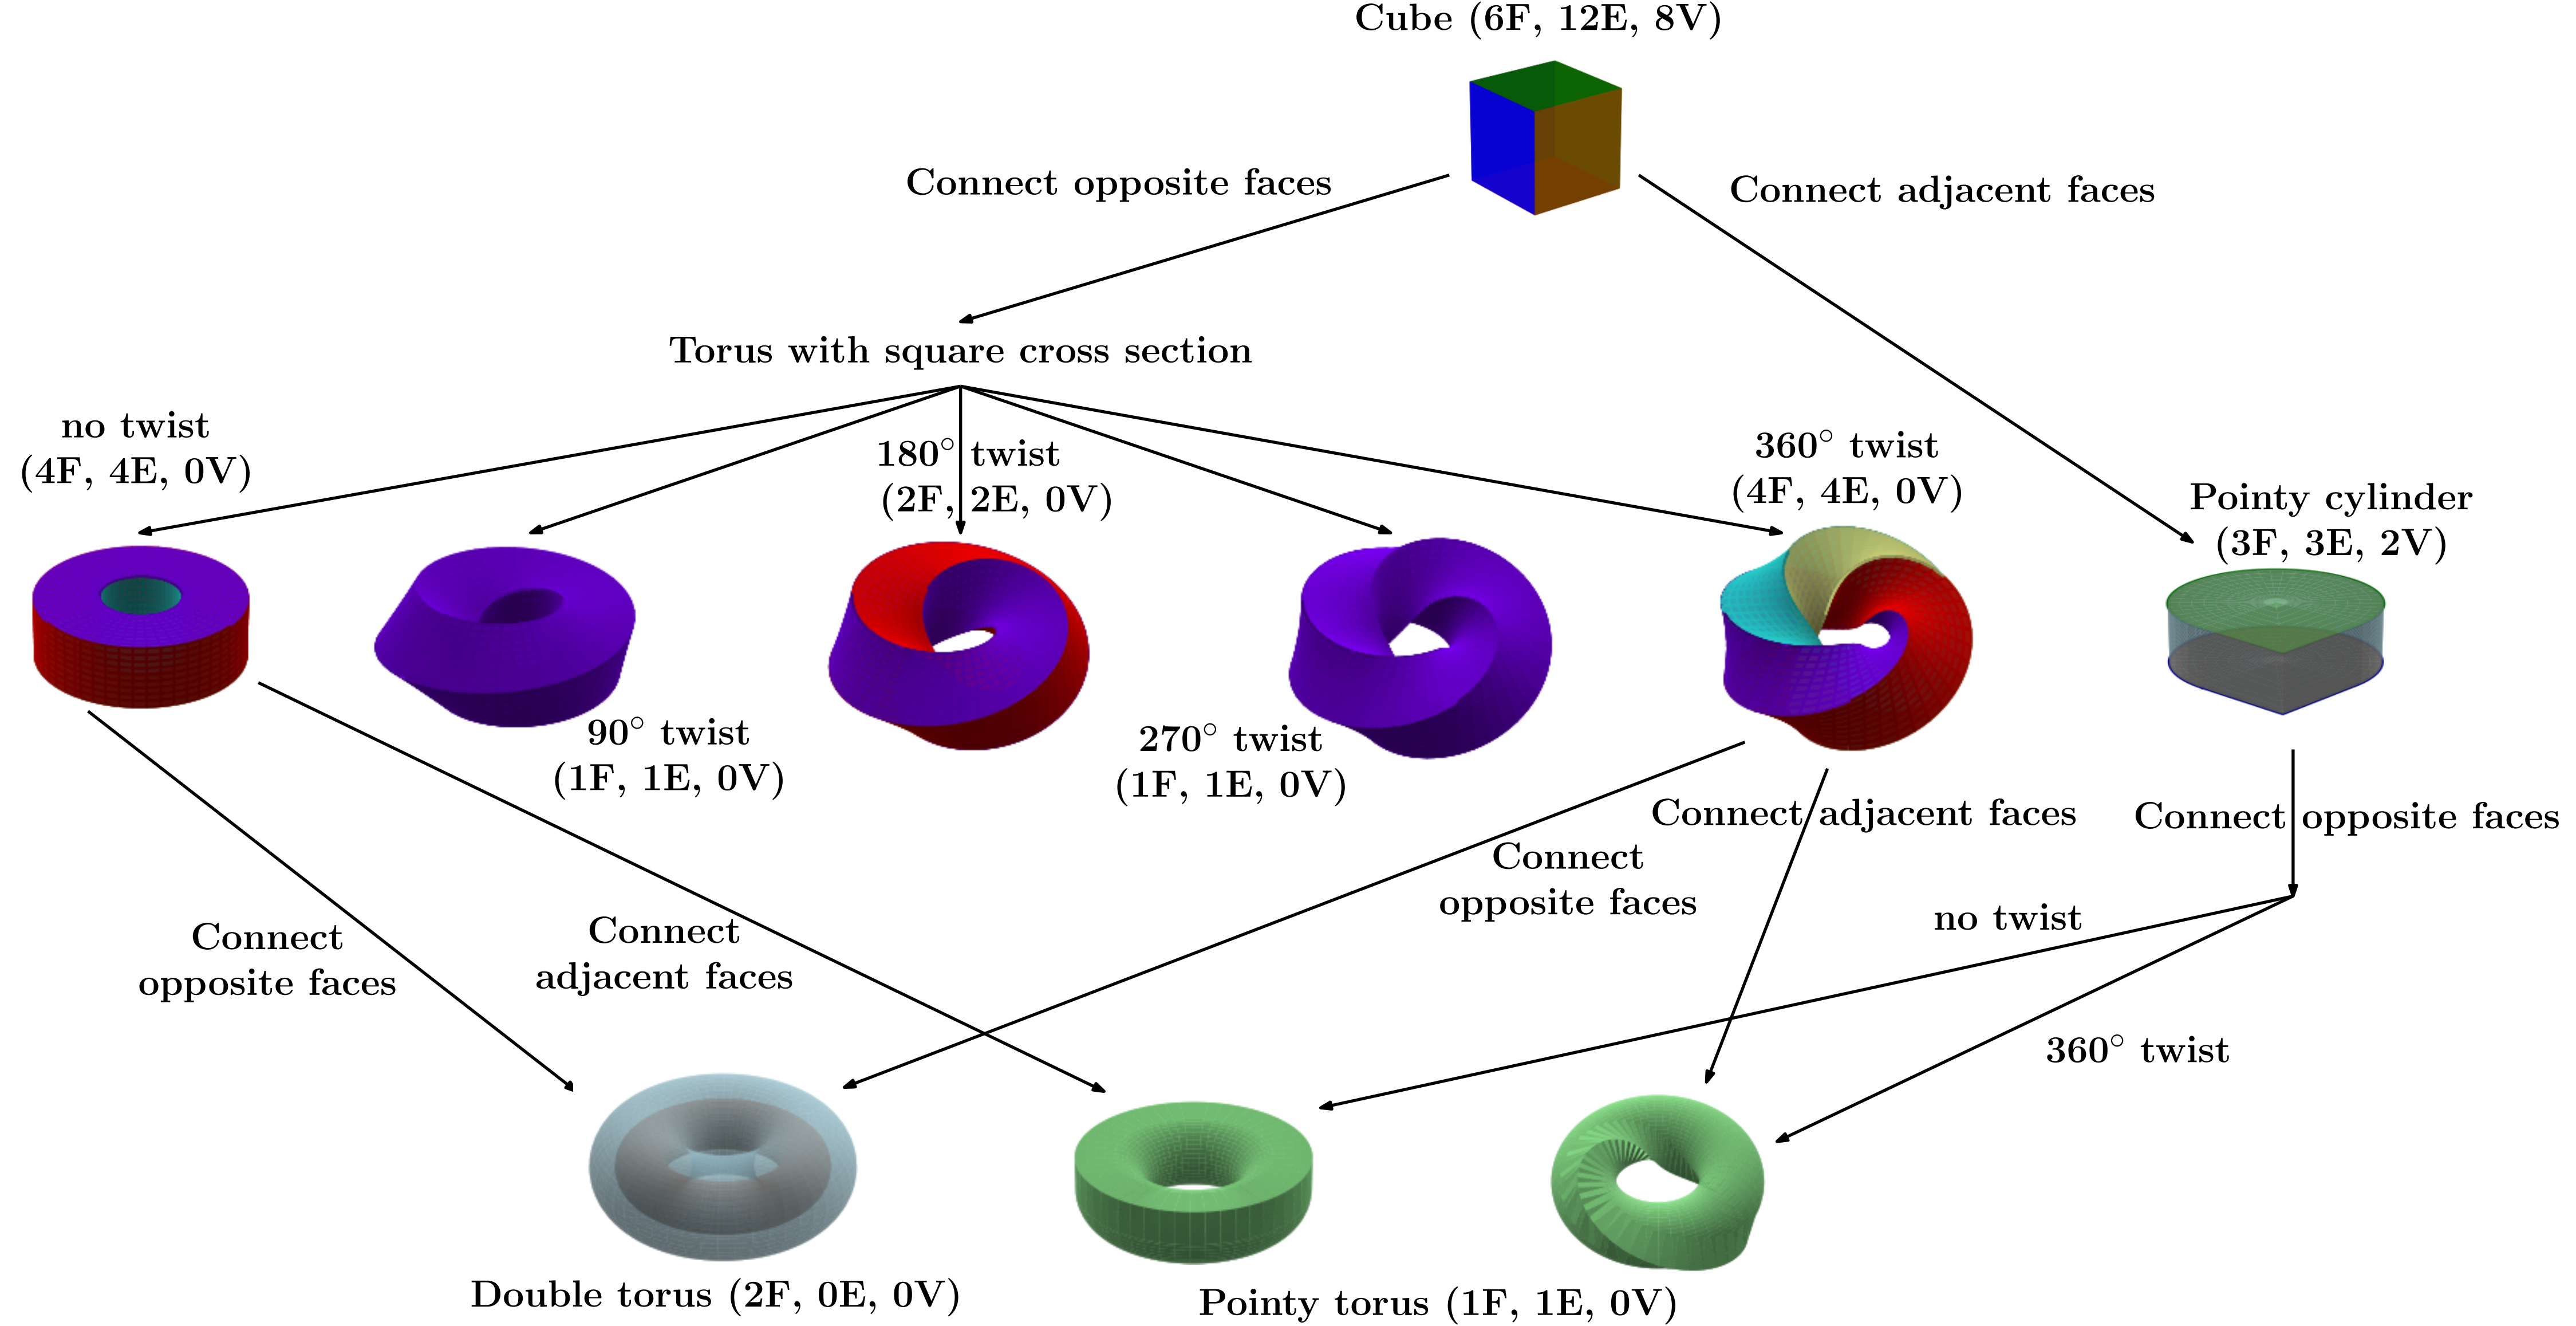 Cube (6F, 12E, 8V)
Connect opposite faces
Connect adjacent faces
Torus with square cross section
no twist
(4F, 4E, 0V)
180° twist
(2F, 2E, 0V)
360° twist
(4F, 4E, 0V)
Pointy cylinder
(3F, 3E, 2V)
90° twist
(1F, 1E, 0V)
270° twist
(1F, 1E, 0V)
Connect adjacent faces
Connect opposite faces
Connect
opposite faces
Connect
opposite faces
Connect
adjacent faces
no twist
360° twist
Double torus (2F, 0E, 0V)
Pointy torus (1F, 1E, 0V)